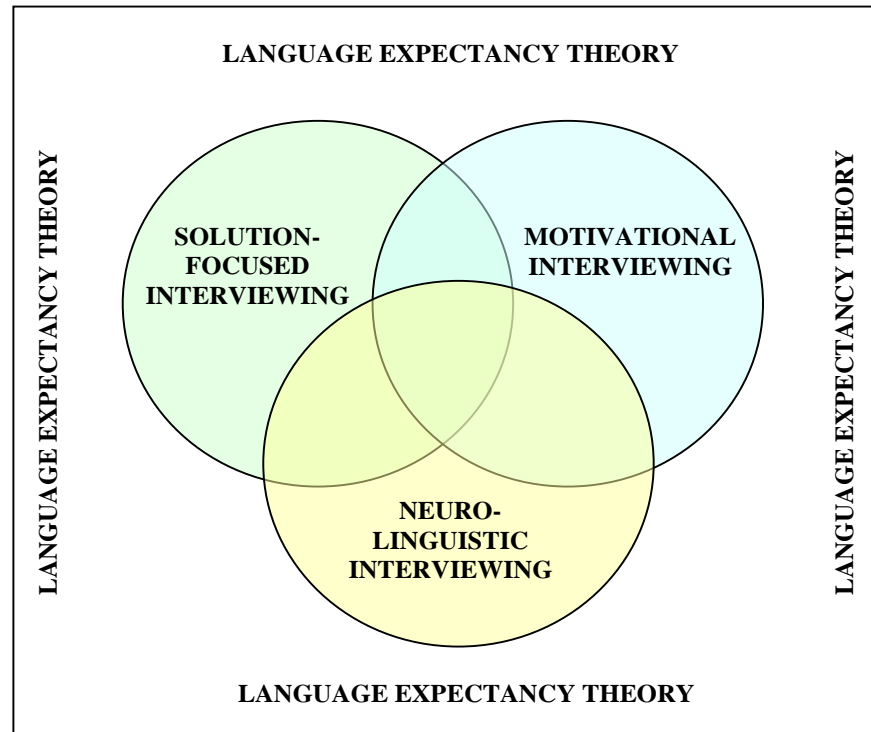 LANGUAGE EXPECTANCY THEORY
LANGUAGE EXPECTANCY THEORY
SOLUTION-
FOCUSED
INTERVIEWING
MOTIVATIONAL
INTERVIEWING
LANGUAGE EXPECTANCY THEORY
NEURO-
LINGUISTIC
INTERVIEWING
LANGUAGE EXPECTANCY THEORY